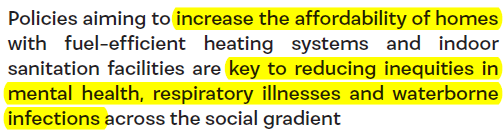 Policies aiming to increase the affordability of homes
with fuel-efficient heating systems and indoor
sanitation facilities are key to reducing inequities in
mental health, respiratory illnesses and waterborne
infections across the social gradient